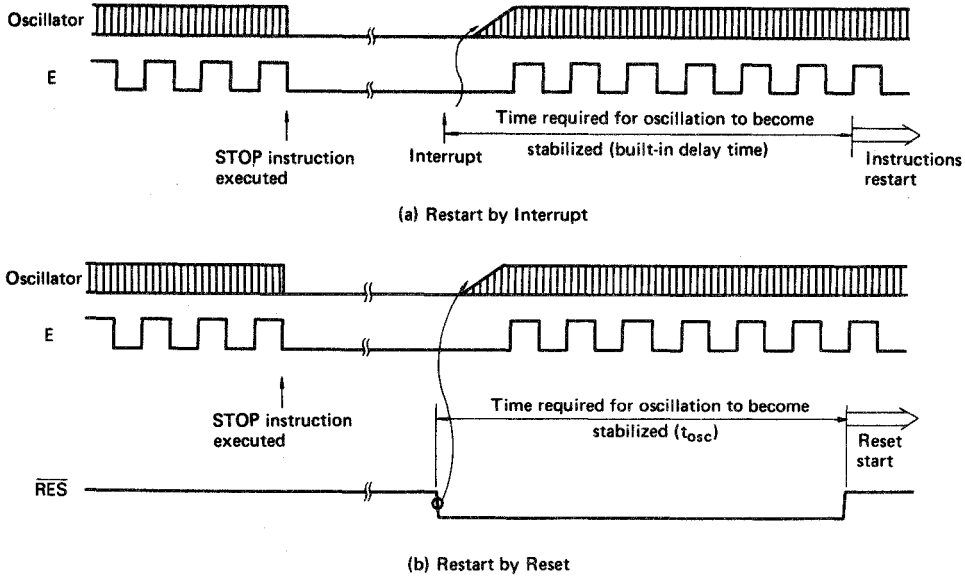 Oscillator
E
STOP instruction
executed
Interrupt
Time required for oscillation to become
stabilized (built-in delay time)
Instructions
restart
(a) Restart by Interrupt
Oscillator
E
STOP instruction
executed
Time required for oscillation to become
stabilized (tosc)
Reset
start
RES
(b) Restart by Reset